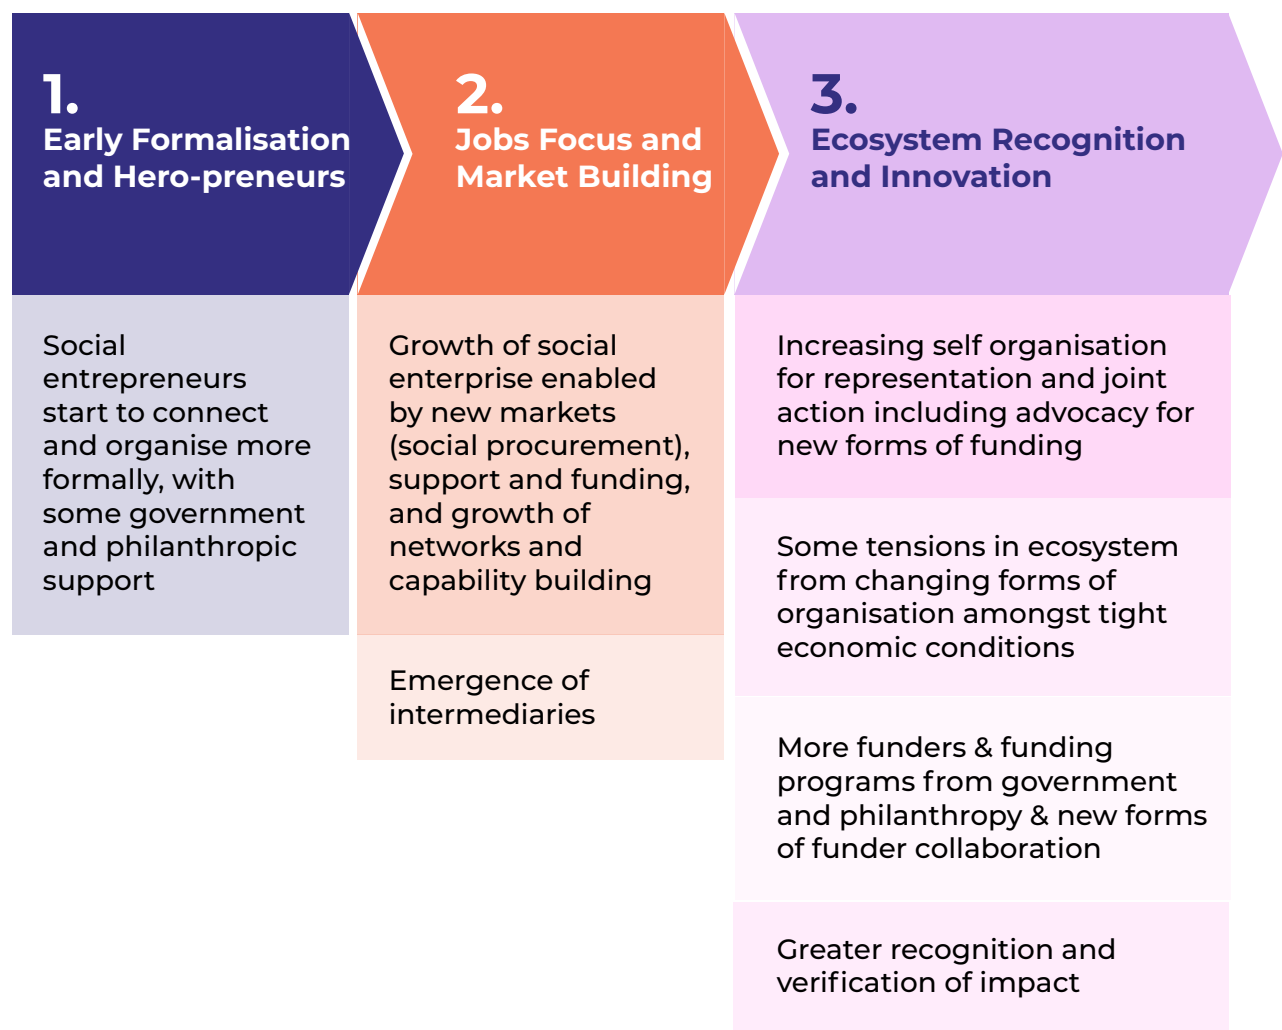 1.
Early Formalisation
and Hero-preneurs
Social
entrepreneurs
start to connect
and organise more
formally, with
some government
and philanthropic
support
2.
Jobs Focus and
Market Building
Growth of social
enterprise enabled
by new markets
(social procurement),
support and funding,
and growth of
networks and
capability building
Emergence of
intermediaries
3.
Ecosystem Recognition
and Innovation
Increasing self organisation
for representation and joint
action including advocacy for
new forms of funding
Some tensions in ecosystem
from changing forms of
organisation amongst tight
economic conditions
More funders & funding
programs from government
and philanthropy & new forms
of funder collaboration
Greater recognition and
verification of impact